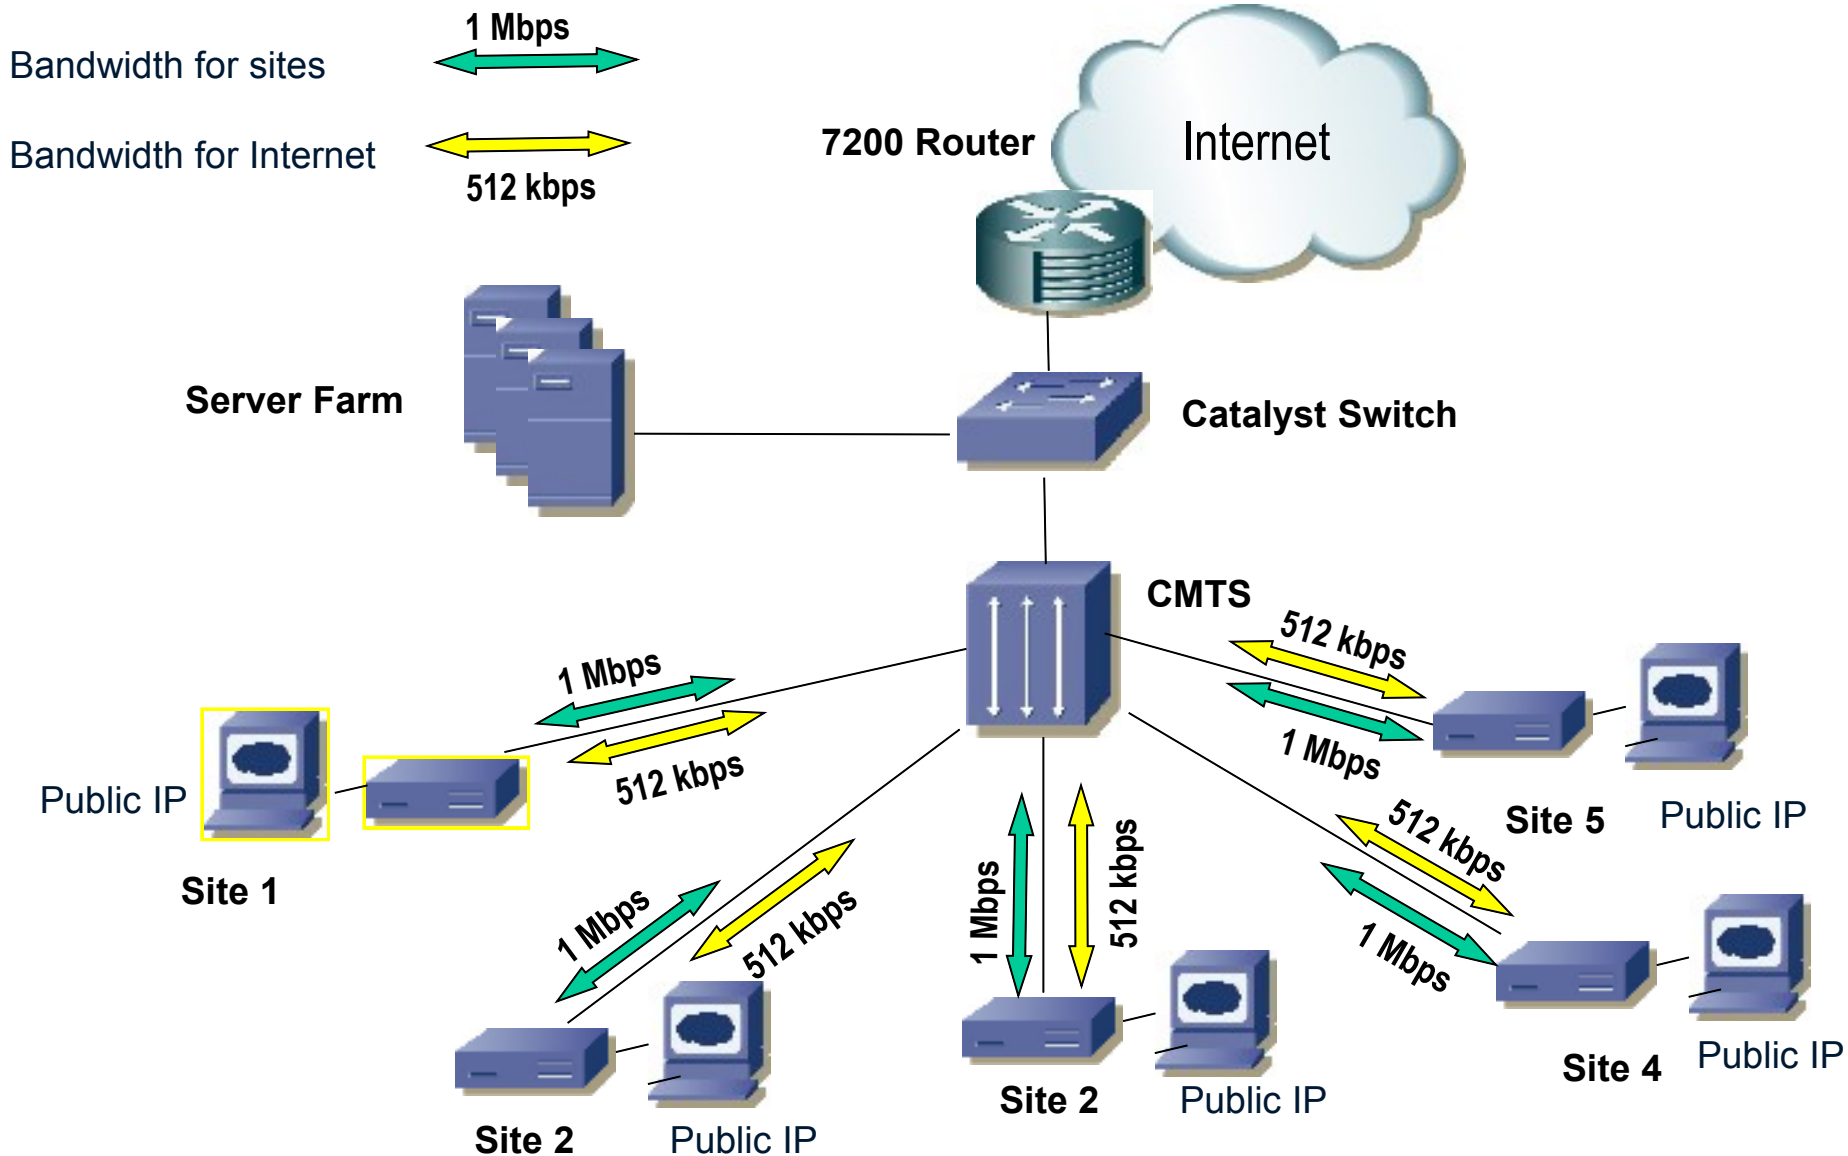 1 Mbps
Bandwidth for sites
Bandwidth for Internet
512 kbps
7200 Router
Internet
Server Farm
Catalyst Switch
CMTS
512 kbps
1 Mbps
1 Mbps
512 kbps
Public IP
Site 1
Site 5
Public IP
512 kbps
1 Mbps
1 Mbps
512 kbps
1 Mbps
512 kbps
Site 4
Public IP
Site 2
Public IP
Site 2
Public IP